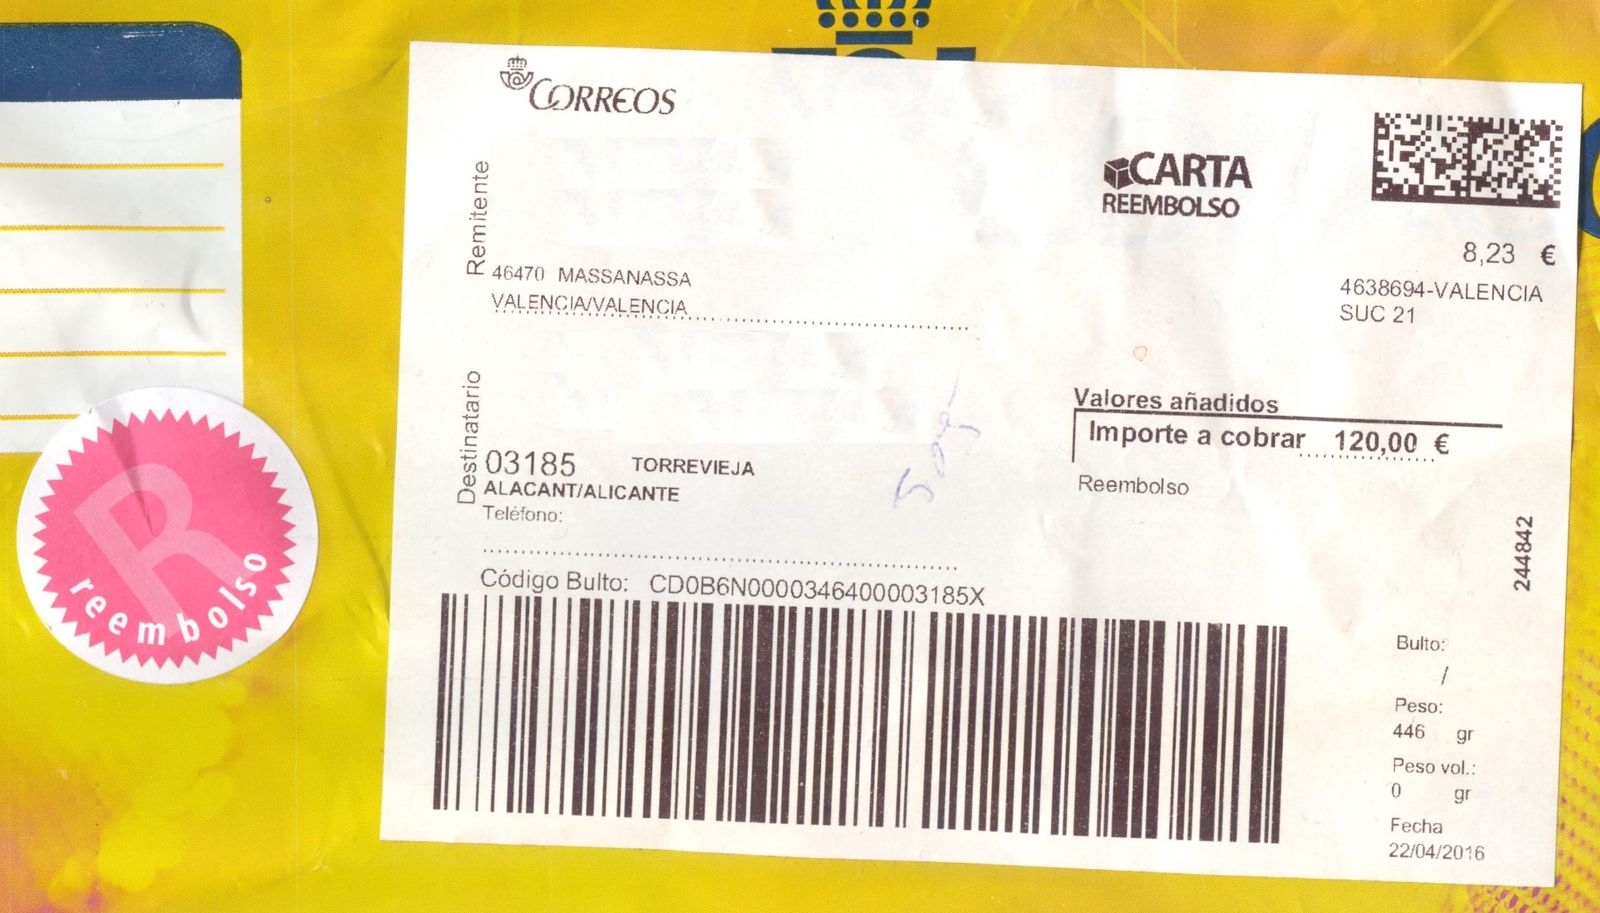 CORREOS
Remitente
46470 MASSANASSA
VALENCIA/VALENCIA
CARTA
REEMBOLSO
8,23 €
4638694-VALENCIA
SUC 21
Destinatario
03185 TORREVIEJA
ALACANT/ALICANTE
Teléfono:
Valores añadidos
Importe a cobrar 120,00 €
Reembolso
244842
Código Bulto: CD0B6N0000346400003185X
Bulto:
/
Peso:
446 gr
Peso vol.:
0 gr
Fecha
22/04/2016
R
reembolso